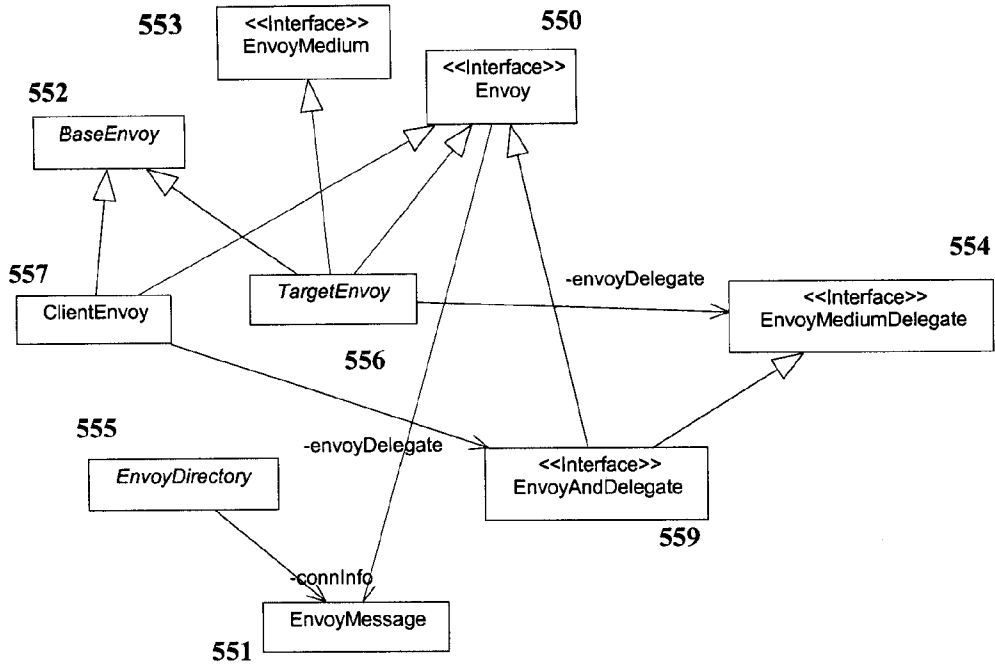 553
<<Interface>>
EnvoyMedium
550
<<Interface>>
Envoy
552
BaseEnvoy
554
557
ClientEnvoy
TargetEnvoy
-envoyDelegate
<<Interface>>
EnvoyMediumDelegate
556
555
-envoyDelegate
EnvoyDirectory
<<Interface>>
EnvoyAndDelegate
559
-connInfo
EnvoyMessage
551